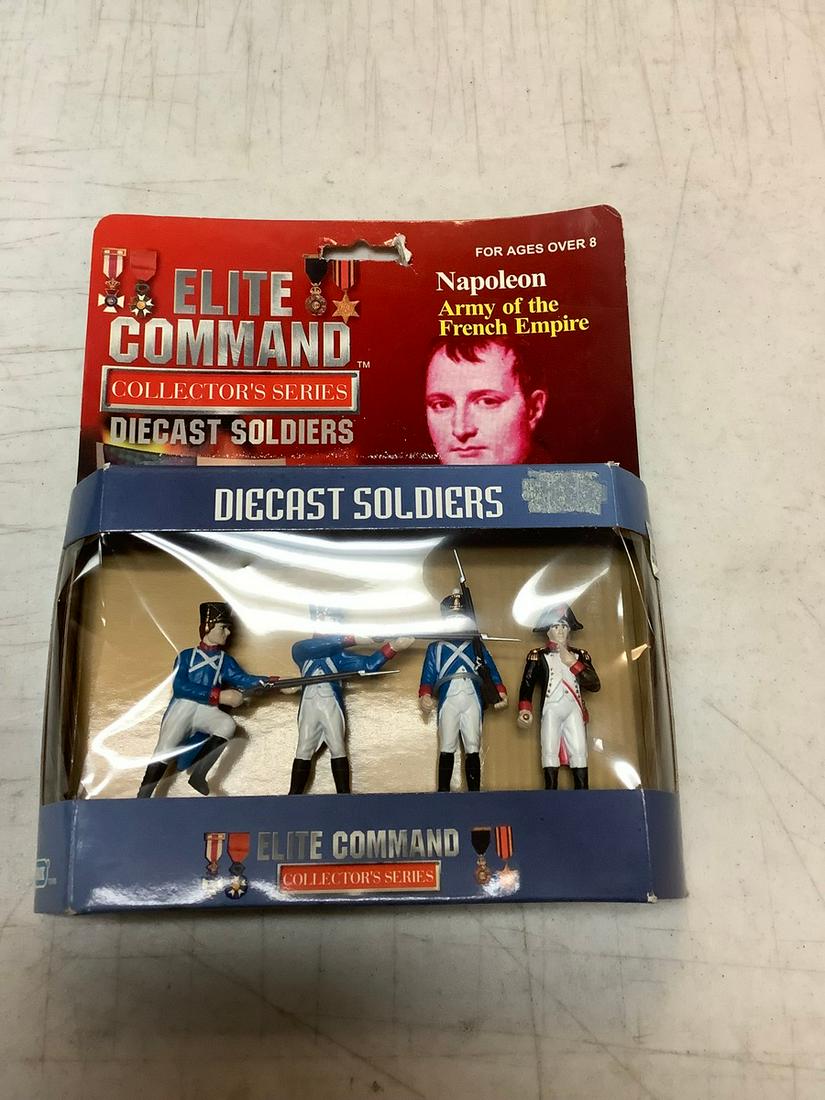 FOR AGES OVER 8
Napoleon
Army of the
French Empire
ELITE
COMMAND™
COLLECTOR'S SERIES
DIECAST SOLDIERS
DIECAST SOLDIERS
ELITE COMMAND
COLLECTOR'S SERIES